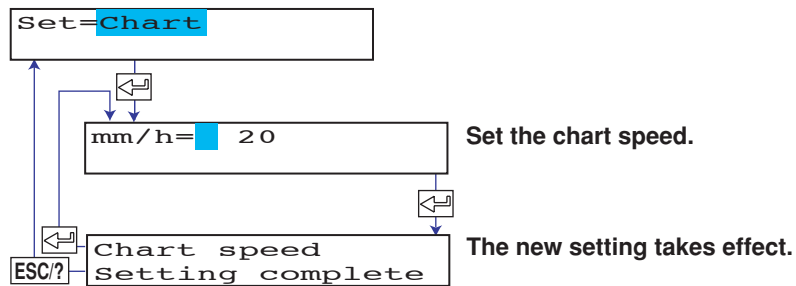 Set=Chart
mm/h=  20
Set the chart speed.
Chart speed
Setting complete
The new setting takes effect.
ESC/?